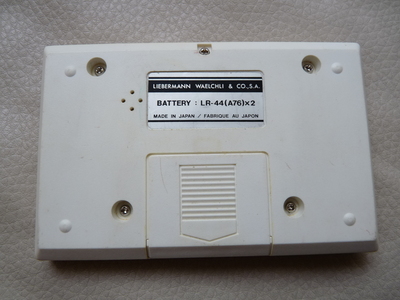 LIEBERMANN WAELCHLI & CO.,S.A.
BATTERY : LR-44(A76)×2
MADE IN JAPAN / FABRIQUE AU JAPON